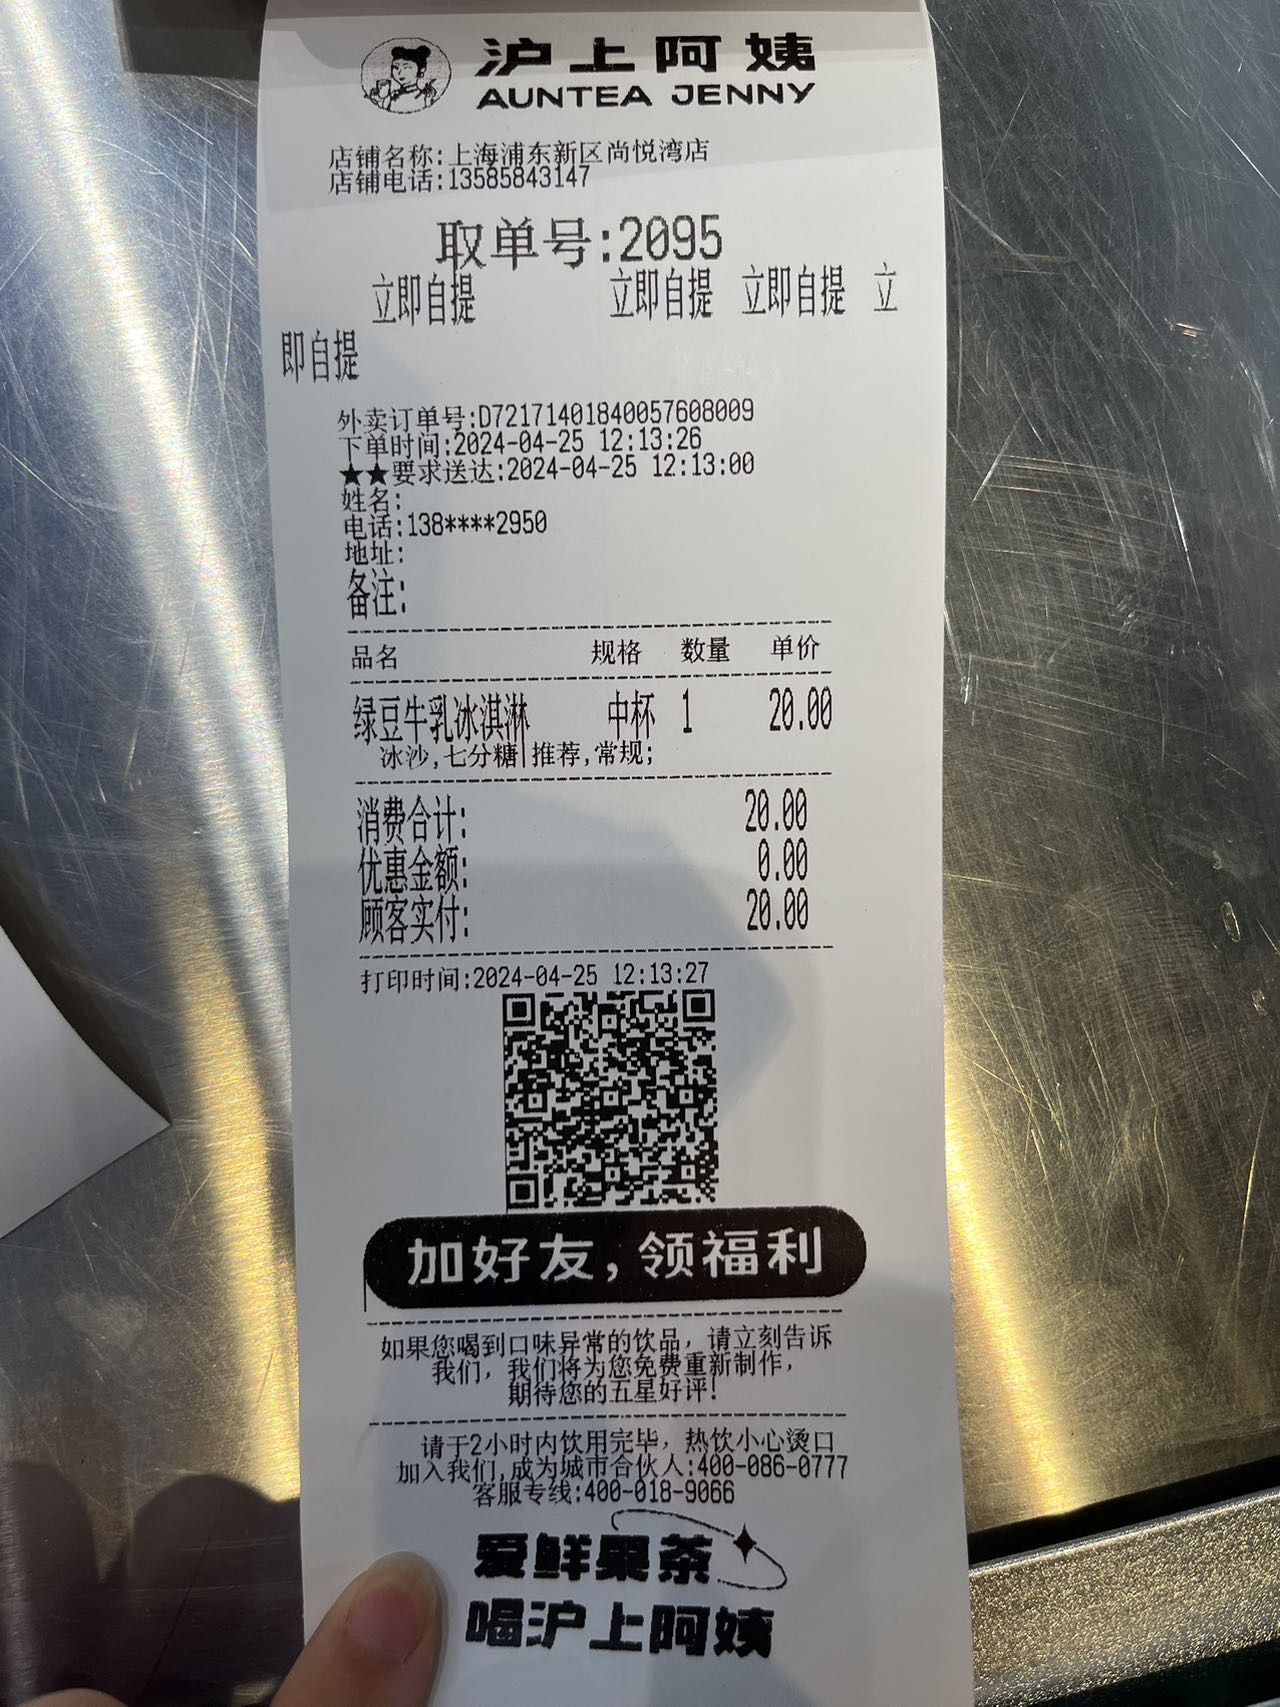 沪上阿姨
AUNTEA JENNY
店铺名称:上海浦东新区尚悦湾店
店铺电话:13585843147
取单号:2095
立即自提 立即自提 立即自提 立
即自提
外卖订单号:D72171401840057608009
下单时间:2024-04-25 12:13:26
★★要求送达:2024-04-25 12:13:00
姓名:
电话:138****2950
地址:
备注:
品名 规格 数量 单价
绿豆牛乳冰淇淋 中杯 1 20.00
冰沙,七分糖|推荐,常规;
消费合计: 20.00
优惠金额: 0.00
顾客实付: 20.00
打印时间:2024-04-25 12:13:27
加好友，领福利
如果您喝到口味异常的饮品，请立刻告诉
我们，我们将为您免费重新制作，
期待您的五星好评!
请于2小时内饮用完毕，热饮小心烫口
加入我们,成为城市合伙人:400-086-0777
客服专线:400-018-9066
爱鲜果茶
喝沪上阿姨